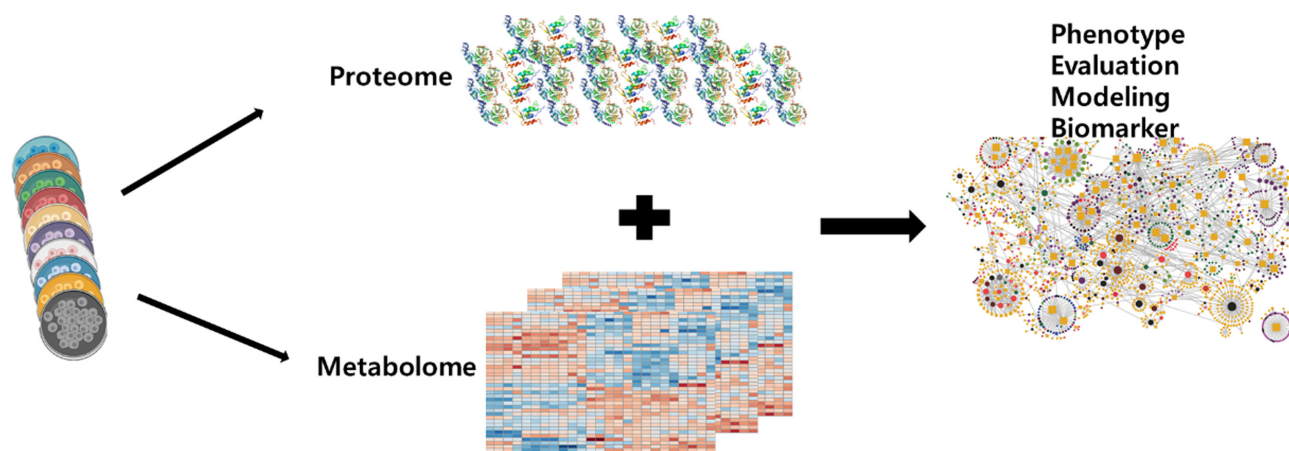 Proteome
Metabolome
Phenotype
Evaluation
Modeling
Biomarker